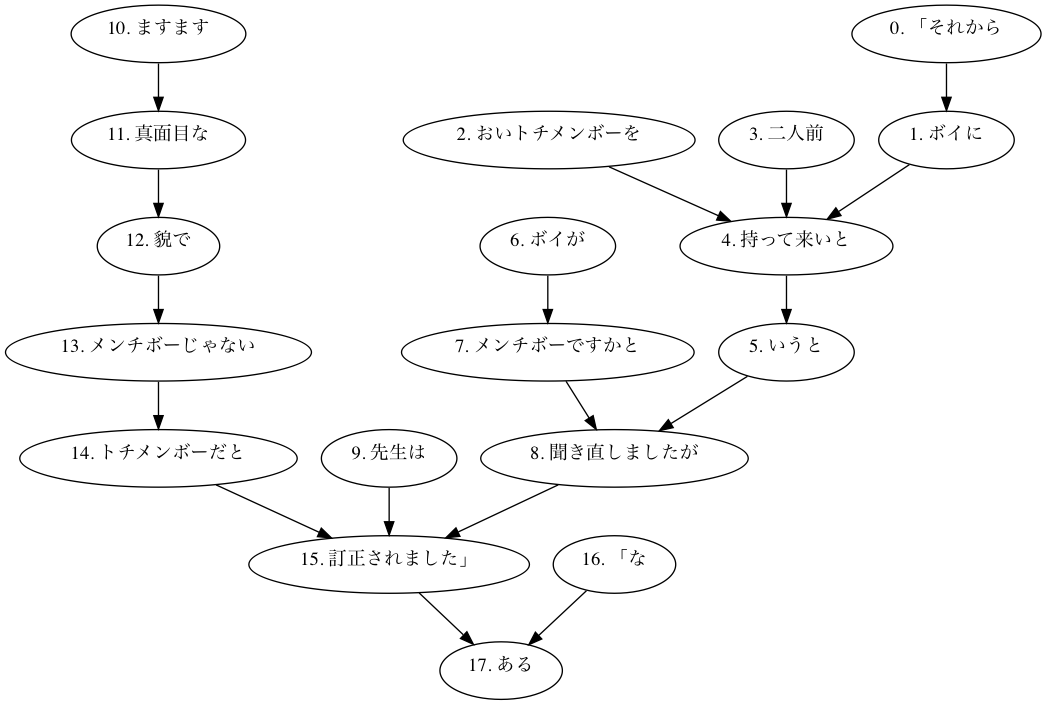 10. ますます
0. 「それから
11. 真面目な
2. おいトチメンボーを
3. 二人前
1. ボイに
12. 貌で
6. ボイが
4. 持って来いと
13. メンチボーじゃない
7. メンチボーですかと
5. いうと
14. トチメンボーだと
9. 先生は
8. 聞き直しましたが
15. 訂正されました」
16. 「な
17. ある